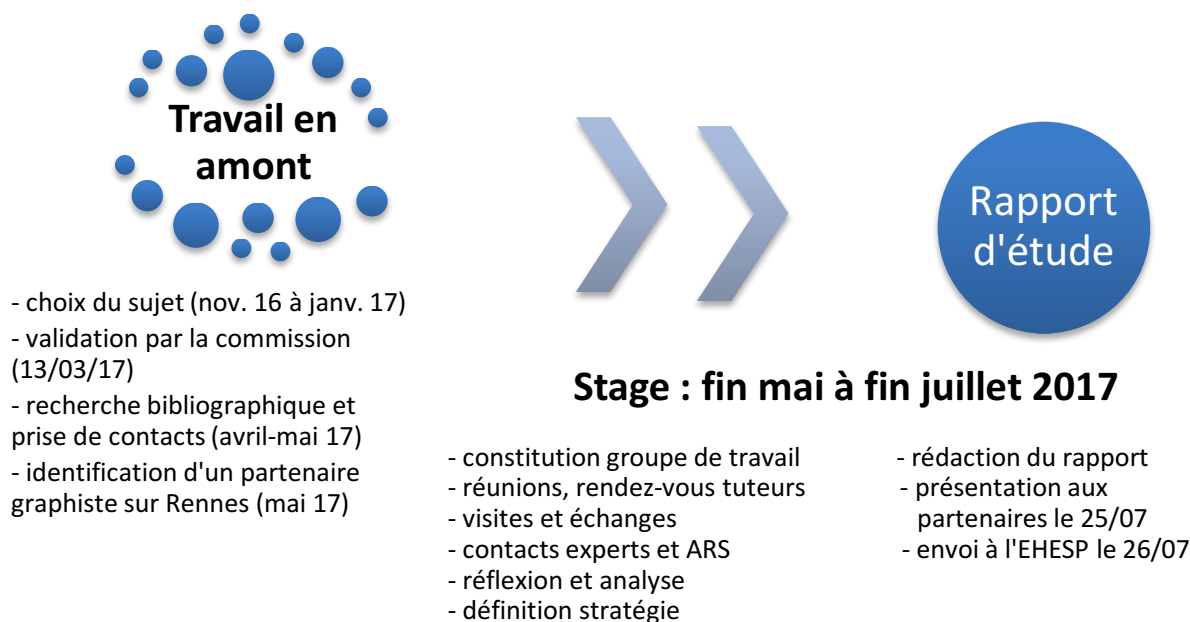 Travail en
amont
- choix du sujet (nov. 16 à janv. 17)
- validation par la commission
(13/03/17)
- recherche bibliographique et
prise de contacts (avril-mai 17)
- identification d'un partenaire
graphiste sur Rennes (mai 17)
Stage : fin mai à fin juillet 2017
- constitution groupe de travail
- réunions, rendez-vous tuteurs
- visites et échanges
- contacts experts et ARS
- réflexion et analyse
- définition stratégie
Rapport
d'étude
- rédaction du rapport
- présentation aux
partenaires le 25/07
- envoi à l'EHESP le 26/07